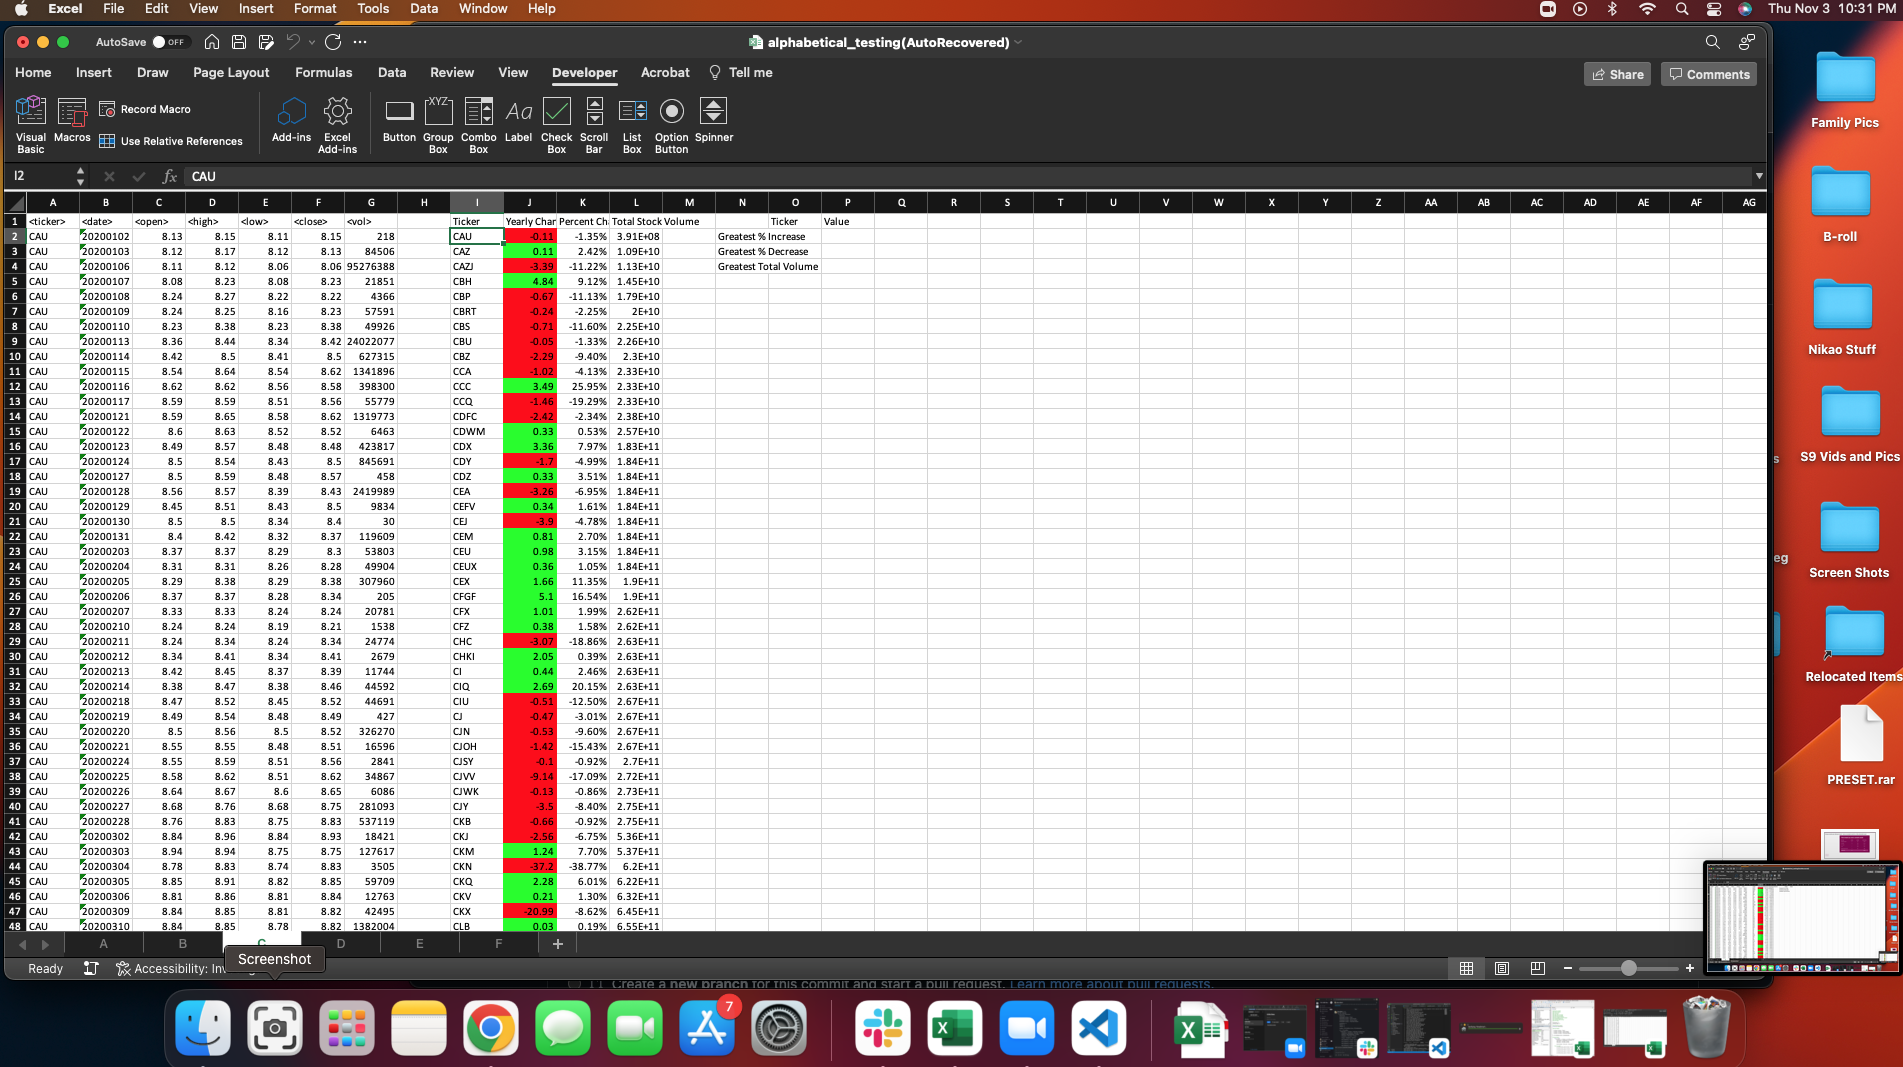 Excel File Edit View Insert Format Tools Data Window Help Thu Nov 3 10:31 PM
AutoSave OFF alphabetical_testing(AutoRecovered)
Home Insert Draw Page Layout Formulas Data Review View Developer Acrobat Tell me Share Comments
Record Macro
Use Relative References
Visual Basic Macros Add-ins Excel Add-ins Button Group Box Combo Box Label Check Box Scroll Bar List Box Option Button Spinner
I2 fx CAU
A B C D E F G H I J K L M N O P Q R S T U V W X Y Z AA AB AC AD AE AF AG
1 <ticker> <date> <open> <high> <low> <close> <vol> Ticker Yearly Char Percent Ch Total Stock Volume Ticker Value
2 CAU 20200102 8.13 8.15 8.11 8.15 218 CAU -0.11 -1.35% 3.91E+08 Greatest % Increase
3 CAU 20200103 8.12 8.17 8.12 8.13 84506 CAZ 0.11 2.42% 1.09E+10 Greatest % Decrease
4 CAU 20200106 8.11 8.12 8.06 8.06 95276388 CAZJ -3.39 -11.22% 1.13E+10 Greatest Total Volume
5 CAU 20200107 8.08 8.23 8.08 8.23 21851 CBH 4.84 9.12% 1.45E+10
6 CAU 20200108 8.24 8.27 8.22 8.22 4366 CBP -0.67 -11.13% 1.79E+10
7 CAU 20200109 8.24 8.25 8.16 8.23 57591 CBRT -0.24 -2.25% 2E+10
8 CAU 20200110 8.23 8.38 8.23 8.38 49926 CBS -0.71 -11.60% 2.25E+10
9 CAU 20200113 8.36 8.44 8.34 8.42 24022077 CBU -0.05 -1.33% 2.26E+10
10 CAU 20200114 8.42 8.5 8.41 8.5 627315 CBZ -2.29 -9.40% 2.3E+10
11 CAU 20200115 8.54 8.64 8.54 8.62 1341896 CCA -1.02 -4.13% 2.33E+10
12 CAU 20200116 8.62 8.62 8.56 8.58 398300 CCC 3.49 25.95% 2.33E+10
13 CAU 20200117 8.59 8.59 8.51 8.56 55779 CCQ -1.46 -19.29% 2.33E+10
14 CAU 20200121 8.59 8.65 8.58 8.62 1319773 CDFC -2.42 -2.34% 2.38E+10
15 CAU 20200122 8.6 8.63 8.52 8.52 6463 CDWM 0.33 0.53% 2.57E+10
16 CAU 20200123 8.49 8.57 8.48 8.48 423817 CDX 3.36 7.97% 1.83E+11
17 CAU 20200124 8.5 8.54 8.43 8.5 845691 CDY -1.7 -4.99% 1.84E+11
18 CAU 20200127 8.5 8.59 8.48 8.57 458 CDZ 0.33 3.51% 1.84E+11
19 CAU 20200128 8.56 8.57 8.39 8.43 2419989 CEA -3.26 -6.95% 1.84E+11
20 CAU 20200129 8.45 8.51 8.43 8.5 9834 CEFV 0.34 1.61% 1.84E+11
21 CAU 20200130 8.5 8.5 8.34 8.4 30 CEJ -3.9 -4.78% 1.84E+11
22 CAU 20200131 8.4 8.42 8.32 8.37 119609 CEM 0.81 2.70% 1.84E+11
23 CAU 20200203 8.37 8.37 8.29 8.3 53803 CEU 0.98 3.15% 1.84E+11
24 CAU 20200204 8.31 8.31 8.26 8.28 49904 CEUX 0.36 1.05% 1.84E+11
25 CAU 20200205 8.29 8.38 8.29 8.38 307960 CEX 1.66 11.35% 1.9E+11
26 CAU 20200206 8.37 8.37 8.28 8.34 205 CFGF 5.1 16.54% 1.9E+11
27 CAU 20200207 8.33 8.33 8.24 8.24 20781 CFX 1.01 1.99% 2.62E+11
28 CAU 20200210 8.24 8.24 8.19 8.21 1538 CFZ 0.38 1.58% 2.62E+11
29 CAU 20200211 8.24 8.34 8.24 8.34 24774 CHC -3.07 -18.86% 2.63E+11
30 CAU 20200212 8.34 8.41 8.34 8.41 2679 CHKI 2.05 0.39% 2.63E+11
31 CAU 20200213 8.42 8.45 8.37 8.39 11744 CI 0.44 2.46% 2.63E+11
32 CAU 20200214 8.38 8.47 8.38 8.46 44592 CIQ 2.69 20.15% 2.63E+11
33 CAU 20200218 8.47 8.52 8.45 8.52 44691 CIU -0.51 -12.50% 2.67E+11
34 CAU 20200219 8.49 8.54 8.48 8.49 427 CJ -0.47 -3.01% 2.67E+11
35 CAU 20200220 8.5 8.56 8.5 8.52 326270 CJN -0.53 -9.60% 2.67E+11
36 CAU 20200221 8.55 8.55 8.48 8.51 16596 CJOH -1.42 -15.43% 2.67E+11
37 CAU 20200224 8.55 8.59 8.51 8.56 2841 CJSY -0.1 -0.92% 2.7E+11
38 CAU 20200225 8.58 8.62 8.51 8.62 34867 CJVV -9.14 -17.09% 2.72E+11
39 CAU 20200226 8.64 8.67 8.6 8.65 6086 CJWK -0.13 -0.86% 2.73E+11
40 CAU 20200227 8.68 8.76 8.68 8.75 281093 CJY -3.5 -8.40% 2.75E+11
41 CAU 20200228 8.76 8.83 8.75 8.83 537119 CKB -0.66 -0.92% 2.75E+11
42 CAU 20200302 8.84 8.96 8.84 8.93 18421 CKJ -2.56 -6.75% 5.36E+11
43 CAU 20200303 8.94 8.94 8.75 8.75 127617 CKM 1.24 7.70% 5.37E+11
44 CAU 20200304 8.78 8.83 8.74 8.83 3505 CKN -37.2 -38.77% 6.2E+11
45 CAU 20200305 8.85 8.91 8.82 8.85 59709 CKQ 2.28 6.01% 6.22E+11
46 CAU 20200306 8.81 8.86 8.81 8.84 12763 CKV 0.21 1.30% 6.32E+11
47 CAU 20200309 8.84 8.85 8.81 8.82 42495 CKX -20.99 -8.62% 6.45E+11
48 CAU 20200310 8.84 8.85 8.78 8.82 1382004 CLB 0.03 0.19% 6.55E+11
A B C D E F +
Screenshot
Ready Accessibility: Inv
Create a new branch for this commit and start a pull request. Learn more about pull requests.
7
Family Pics
B-roll
Nikao Stuff
S9 Vids and Pics
s
eg
Screen Shots
Relocated Items
PRESET.rar